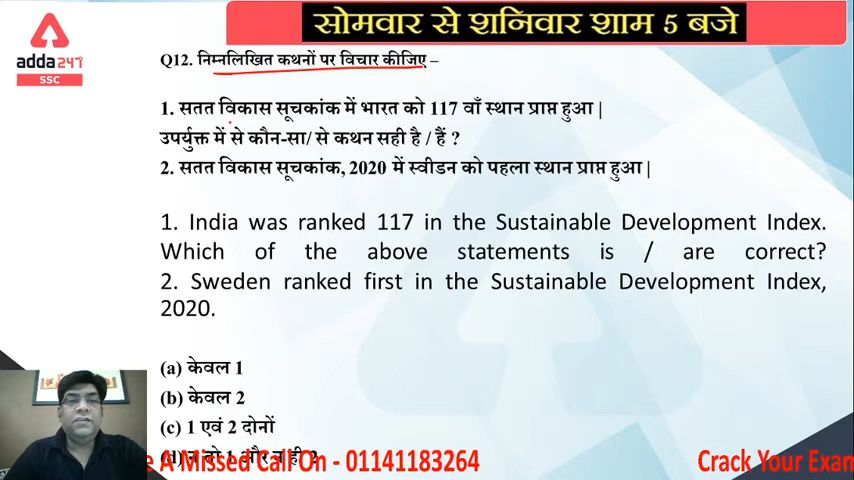 सोमवार से शनिवार शाम 5 बजे
adda247
SSC
Q12. निम्नलिखित कथनों पर विचार कीजिए –
1. सतत विकास सूचकांक में भारत को 117 वाँ स्थान प्राप्त हुआ |
उपर्युक्त में से कौन-सा/ से कथन सही है / हैं ?
2. सतत विकास सूचकांक, 2020 में स्वीडन को पहला स्थान प्राप्त हुआ |
1. India was ranked 117 in the Sustainable Development Index.
Which of the above statements is / are correct?
2. Sweden ranked first in the Sustainable Development Index,
2020.
(a) केवल 1
(b) केवल 2
(c) 1 एवं 2 दोनों
(d) न तो 1 और न ही 2
A Missed Call On - 01141183264
Crack Your Exam